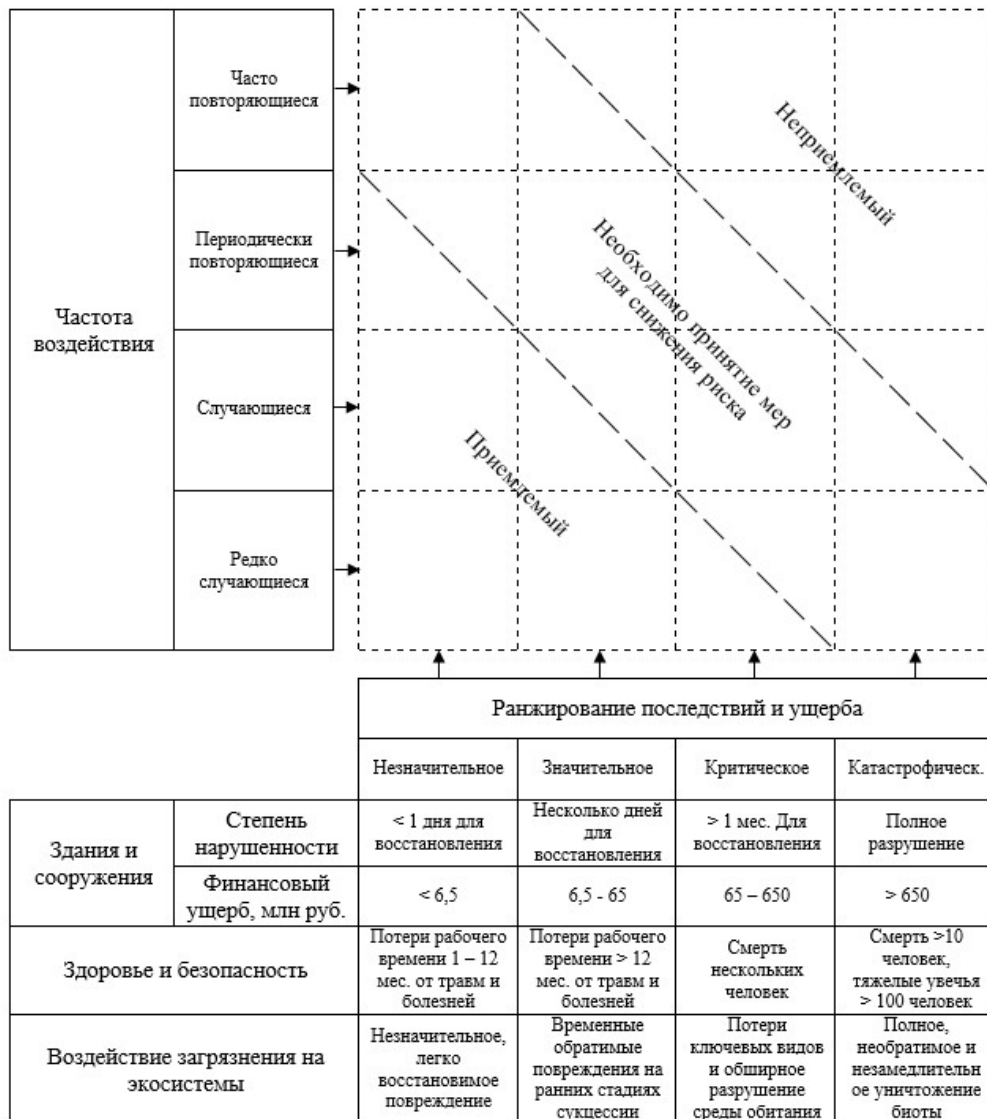 Частота
воздействия
Часто
повторяющиеся
Периодически
повторяющиеся
Случающиеся
Редко
случающиеся
Неприемлемый
Необходимо принятие мер
для снижения риска
Приемлемый
Ранжирование последствий и ущерба
Незначительное
Значительное
Критическое
Катастрофическ.
Здания и
сооружения
Степень
нарушенности
< 1 дня для
восстановления
Несколько дней
для
восстановления
> 1 мес. Для
восстановления
Полное
разрушение
Финансовый
ущерб, млн руб.
< 6,5
6,5 - 65
65 – 650
> 650
Здоровье и безопасность
Потери рабочего
времени 1 – 12
мес. от травм и
болезней
Потери рабочего
времени > 12
мес. от травм и
болезней
Смерть
нескольких
человек
Смерть >10
человек,
тяжелые увечья
> 100 человек
Воздействие загрязнения на
экосистемы
Незначительное,
легко
восстановимое
повреждение
Временные
обратимые
повреждения на
ранних стадиях
сукцессии
Потери
ключевых видов
и обширное
разрушение
среды обитания
Полное,
необратимое и
незамедлительн
ое уничтожение
биоты